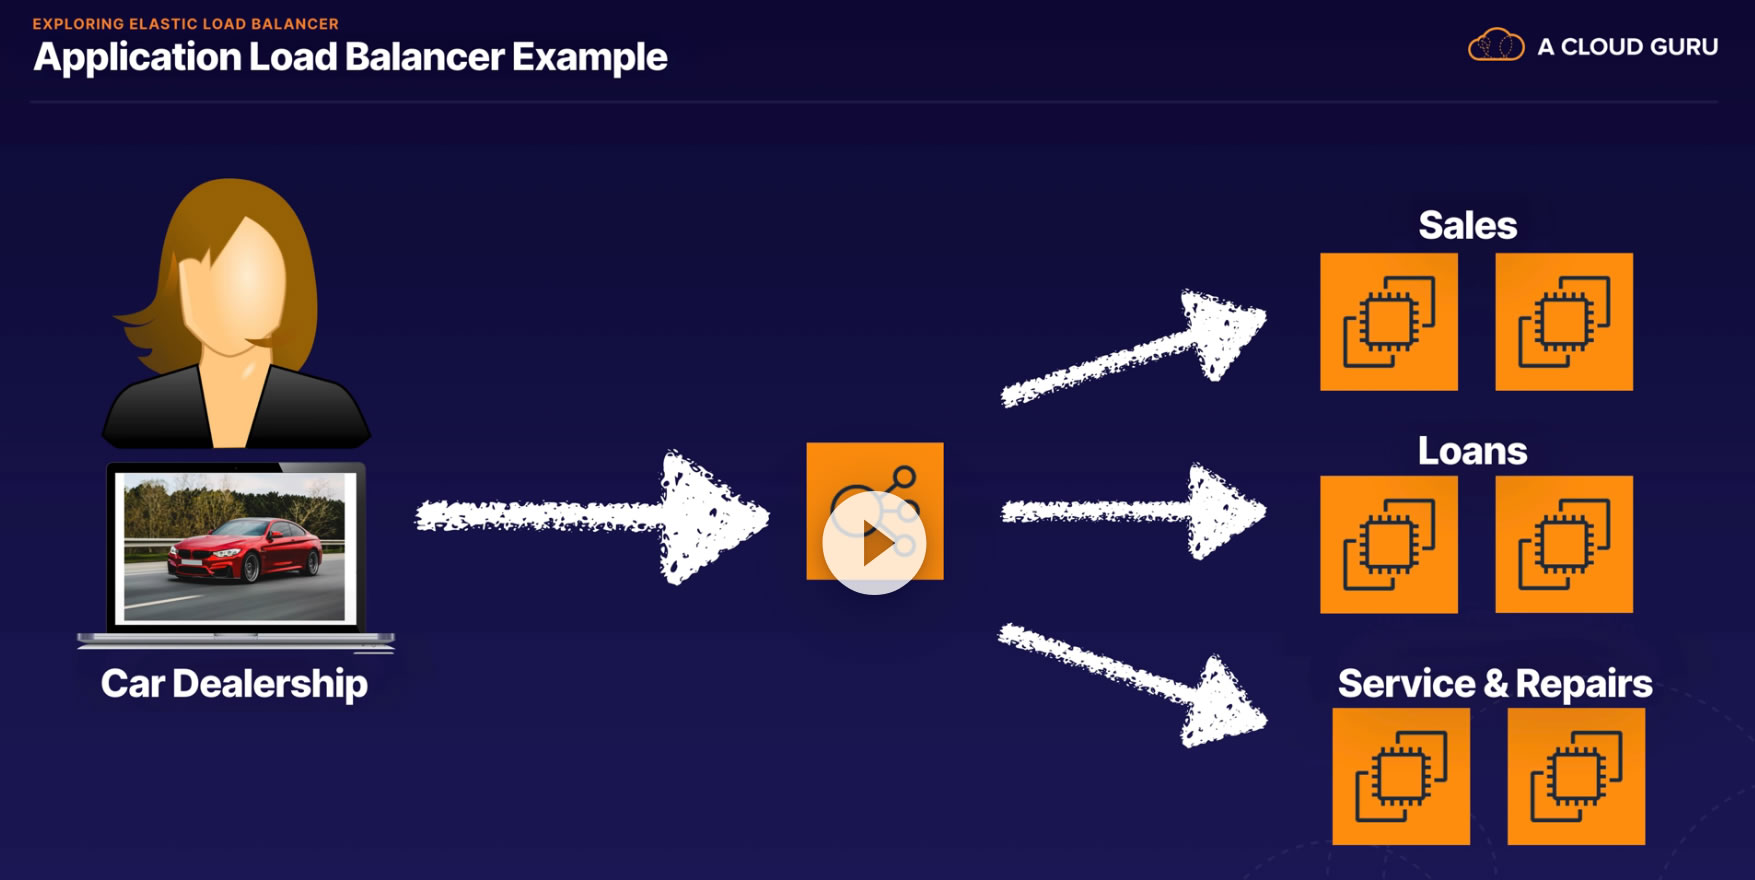 EXPLORING ELASTIC LOAD BALANCER
Application Load Balancer Example
A CLOUD GURU
Sales
Loans
Car Dealership
Service & Repairs